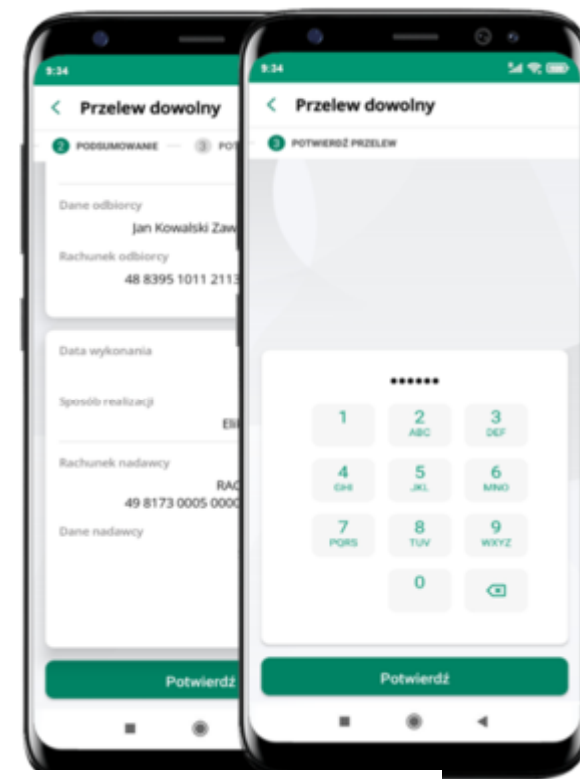 9:34
Przelew dowolny
2 PODSUMOWANIE 3
Dane odbiorcy
Jan Kowalski
Rachunek odbiorcy
48 8395 1011 2113
Data wykonania
Sposób realizacji
Rachunek nadawcy
49 8173 0005 0000
Dane nadawcy
Potwierdź
9:34
Przelew dowolny
3 POTWIERDŹ PRZELEW
1 2 3
ABC DEF
4 5 6
GHI JKL MNO
7 8 9
PQRS TUV WXYZ
0
Potwierdź